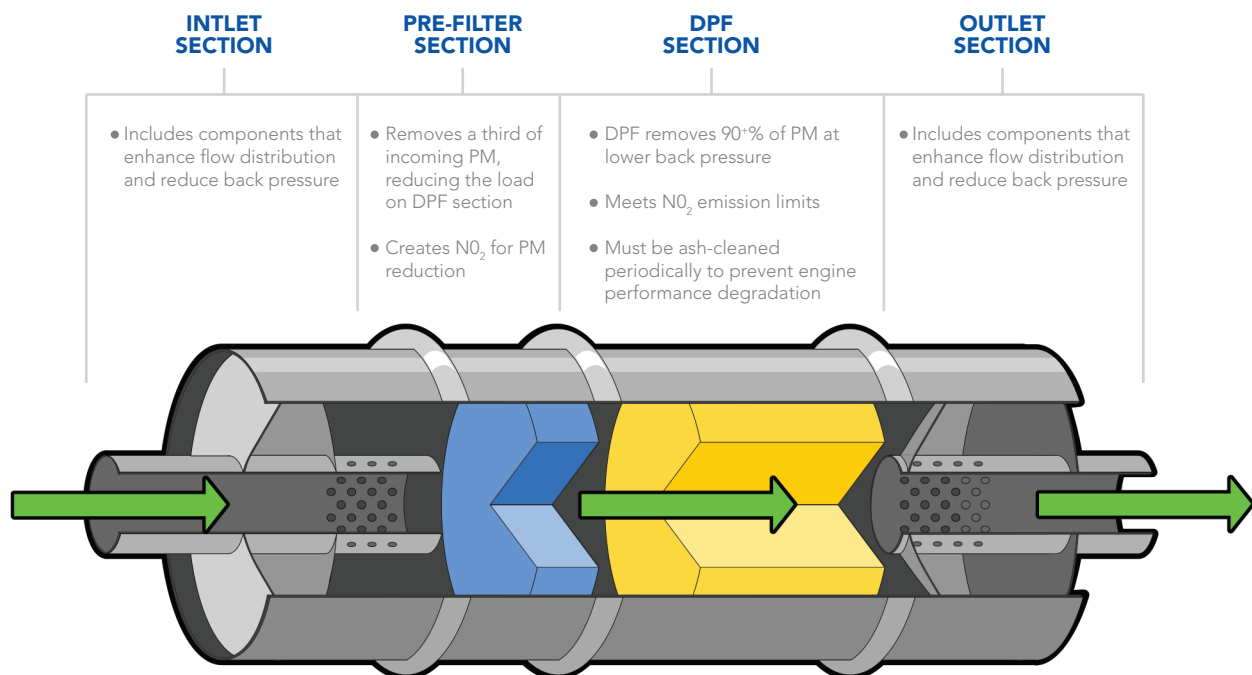 INTLET
SECTION
● Includes components that
enhance flow distribution
and reduce back pressure
PRE-FILTER
SECTION
● Removes a third of
incoming PM,
reducing the load
on DPF section
● Creates N0₂ for PM
reduction
DPF
SECTION
● DPF removes 90⁺% of PM at
lower back pressure
● Meets N0₂ emission limits
● Must be ash-cleaned
periodically to prevent engine
performance degradation
OUTLET
SECTION
● Includes components that
enhance flow distribution
and reduce back pressure